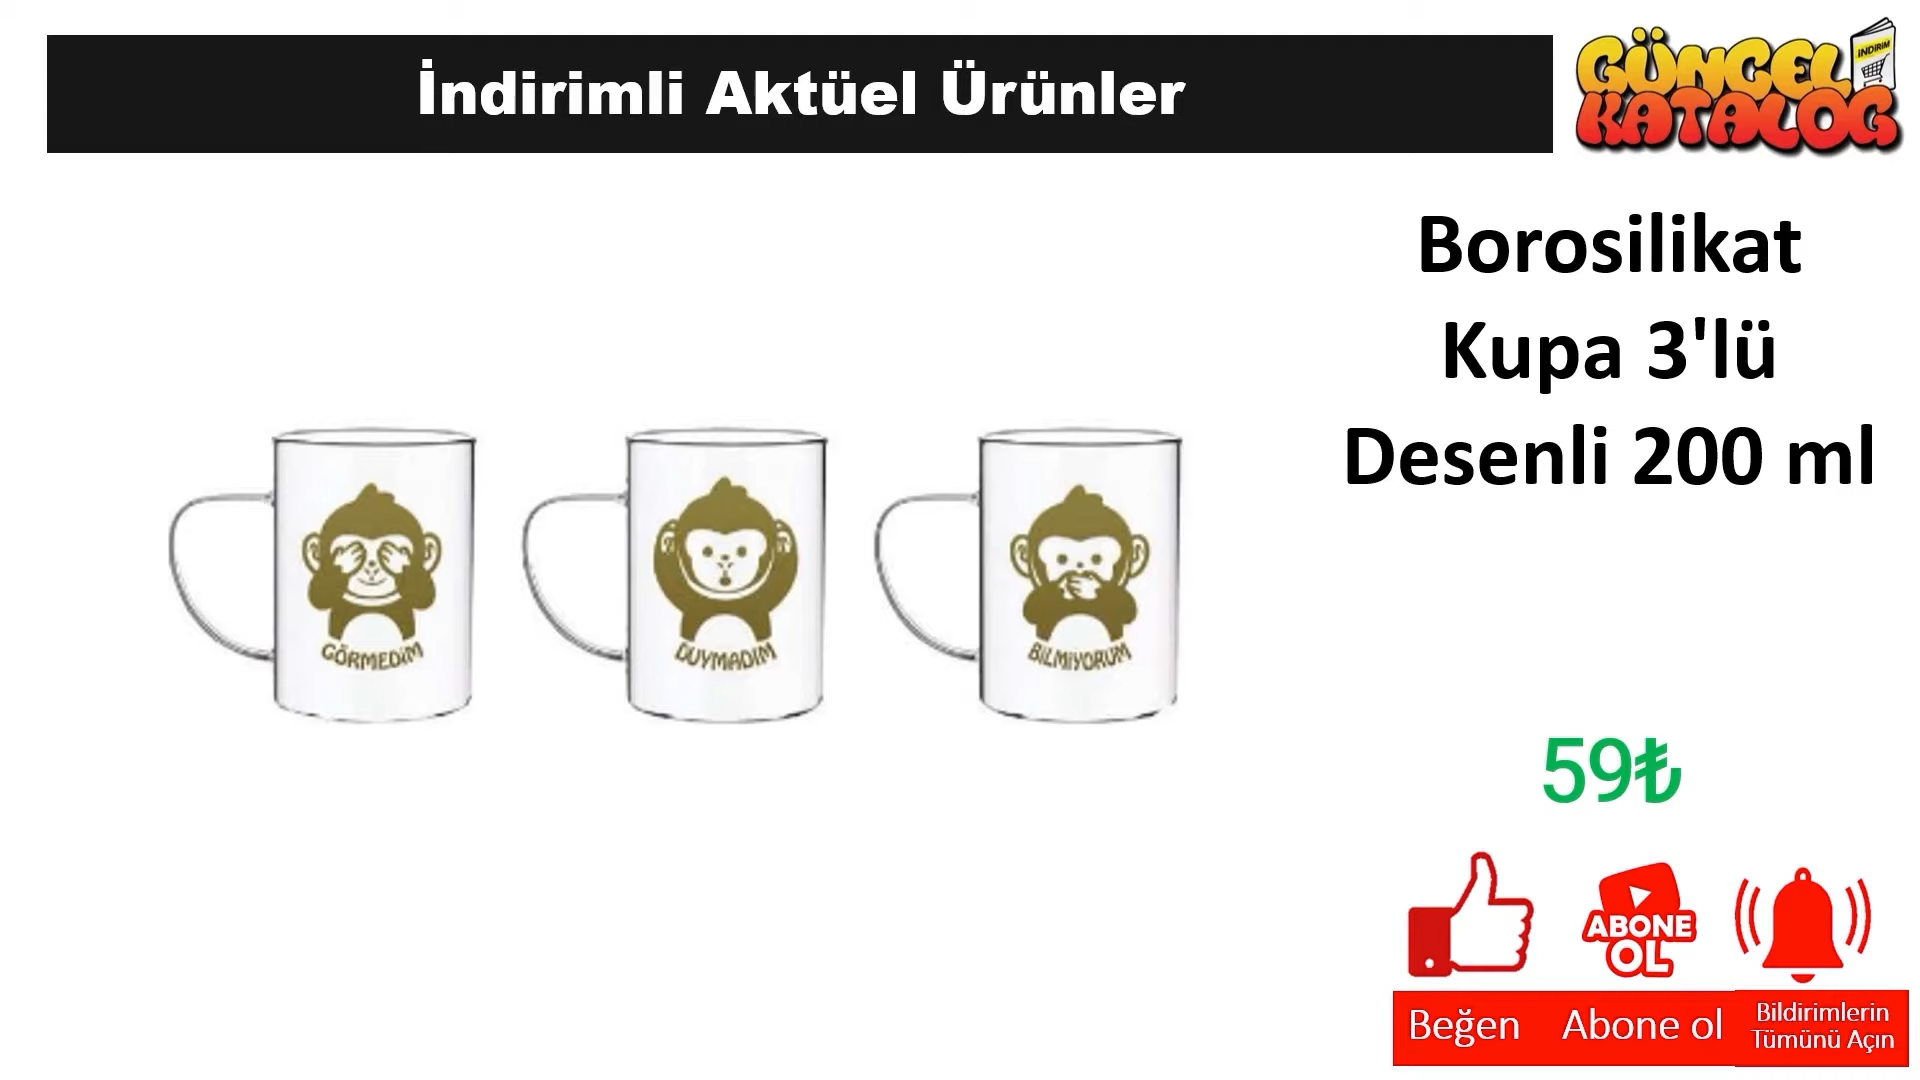 İndirimli Aktüel Ürünler
GÜNCEL
KATALOG
İNDİRİM
Borosilikat
Kupa 3'lü
Desenli 200 ml
GÖRMEDİM
DUYMADIM
BİLMİYORUM
59₺
ABONE
OL
Beğen
Abone ol
Bildirimlerin
Tümünü Açın